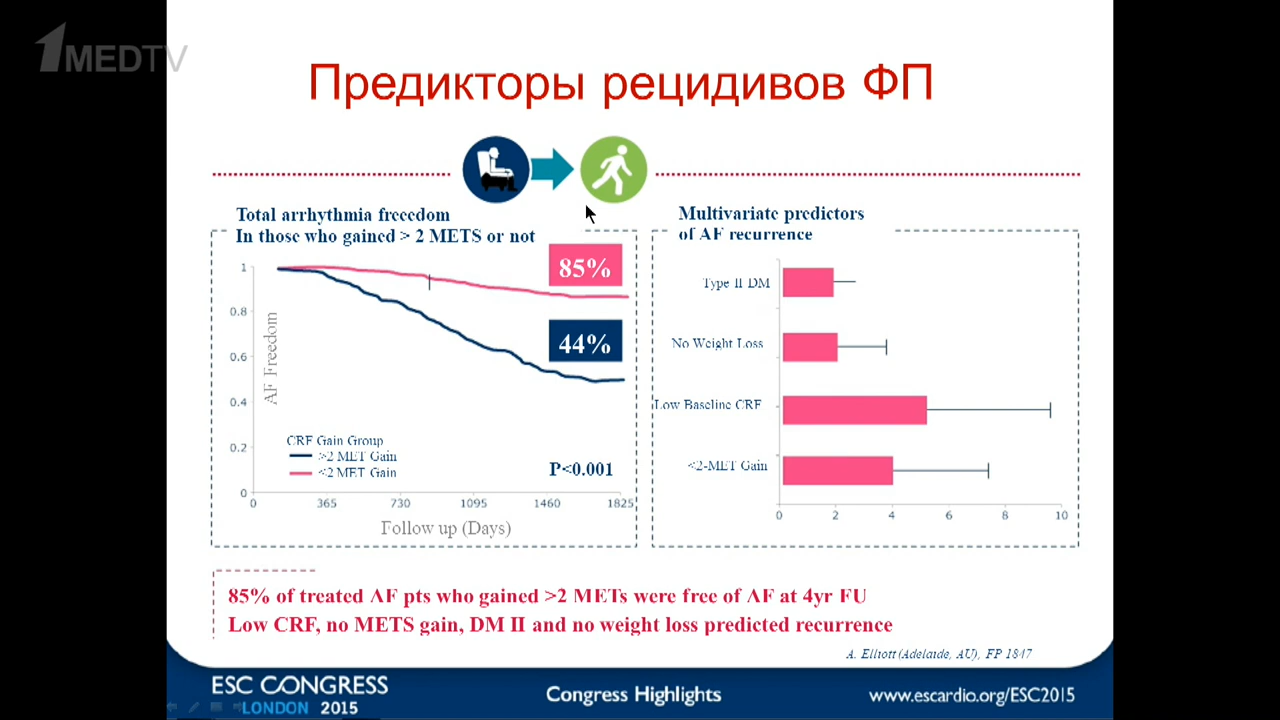 1MEDTV
Предикторы рецидивов ФП
Total arrhythmia freedom
In those who gained > 2 METS or not
85%
44%
1
0.8
0.6
0.4
0.2
0
AF Freedom
CRF Gain Group
>2 MET Gain
<2 MET Gain
P<0.001
0 365 730 1095 1460 1825
Follow up (Days)
Multivariate predictors
of AF recurrence
Type II DM
No Weight Loss
Low Baseline CRF
<2-MET Gain
0 2 4 6 8 10
85% of treated AF pts who gained >2 METs were free of AF at 4yr FU
Low CRF, no METS gain, DM II and no weight loss predicted recurrence
A. Elliott (Adelaide, AU), FP 1847
ESC CONGRESS
LONDON 2015
Congress Highlights
www.escardio.org/ESC2015